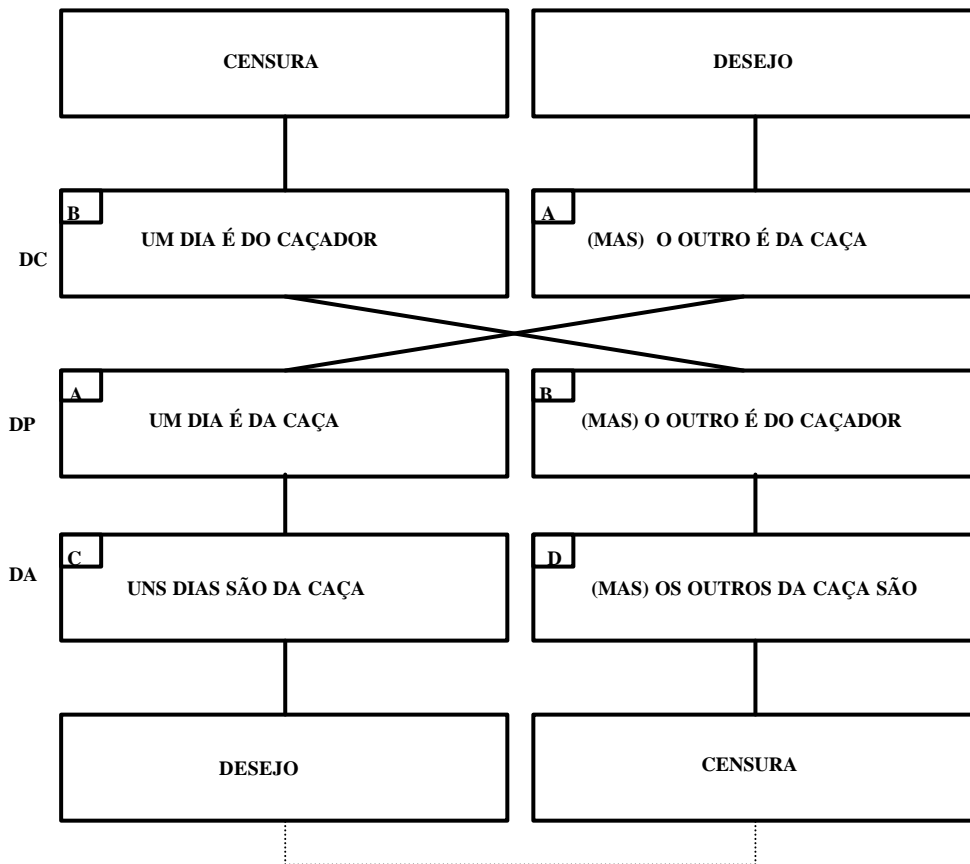 CENSURA
DESEJO
B
UM DIA É DO CAÇADOR
A
(MAS) O OUTRO É DA CAÇA
DC
A
UM DIA É DA CAÇA
B
(MAS) O OUTRO É DO CAÇADOR
DP
C
UNS DIAS SÃO DA CAÇA
D
(MAS) OS OUTROS DA CAÇA SÃO
DA
DESEJO
CENSURA